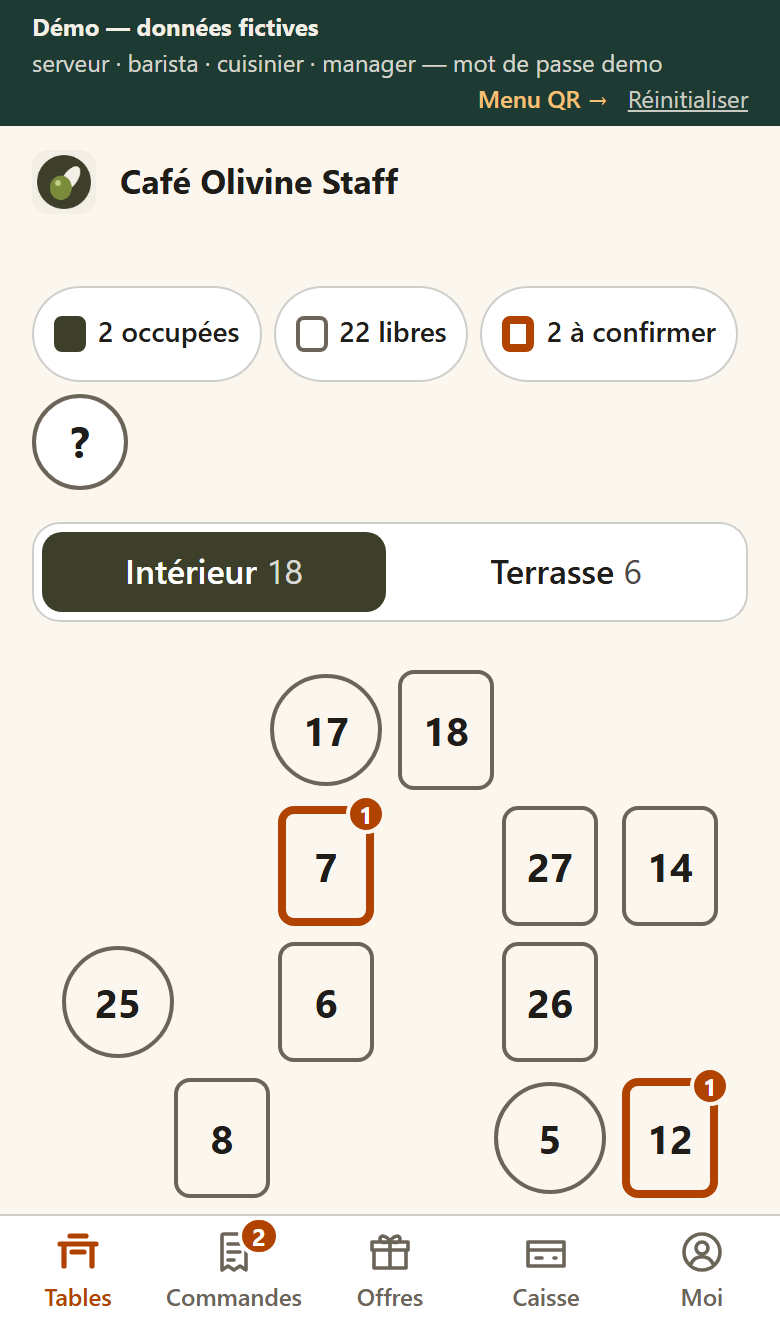 Démo — données fictives
serveur · barista · cuisinier · manager — mot de passe demo
Menu QR → Réinitialiser
Café Olivine Staff
2 occupées 22 libres 2 à confirmer
?
Intérieur 18 Terrasse 6
17 18
1
7 27 14
25 6 26
1
8 5 12
2
Tables Commandes Offres Caisse Moi